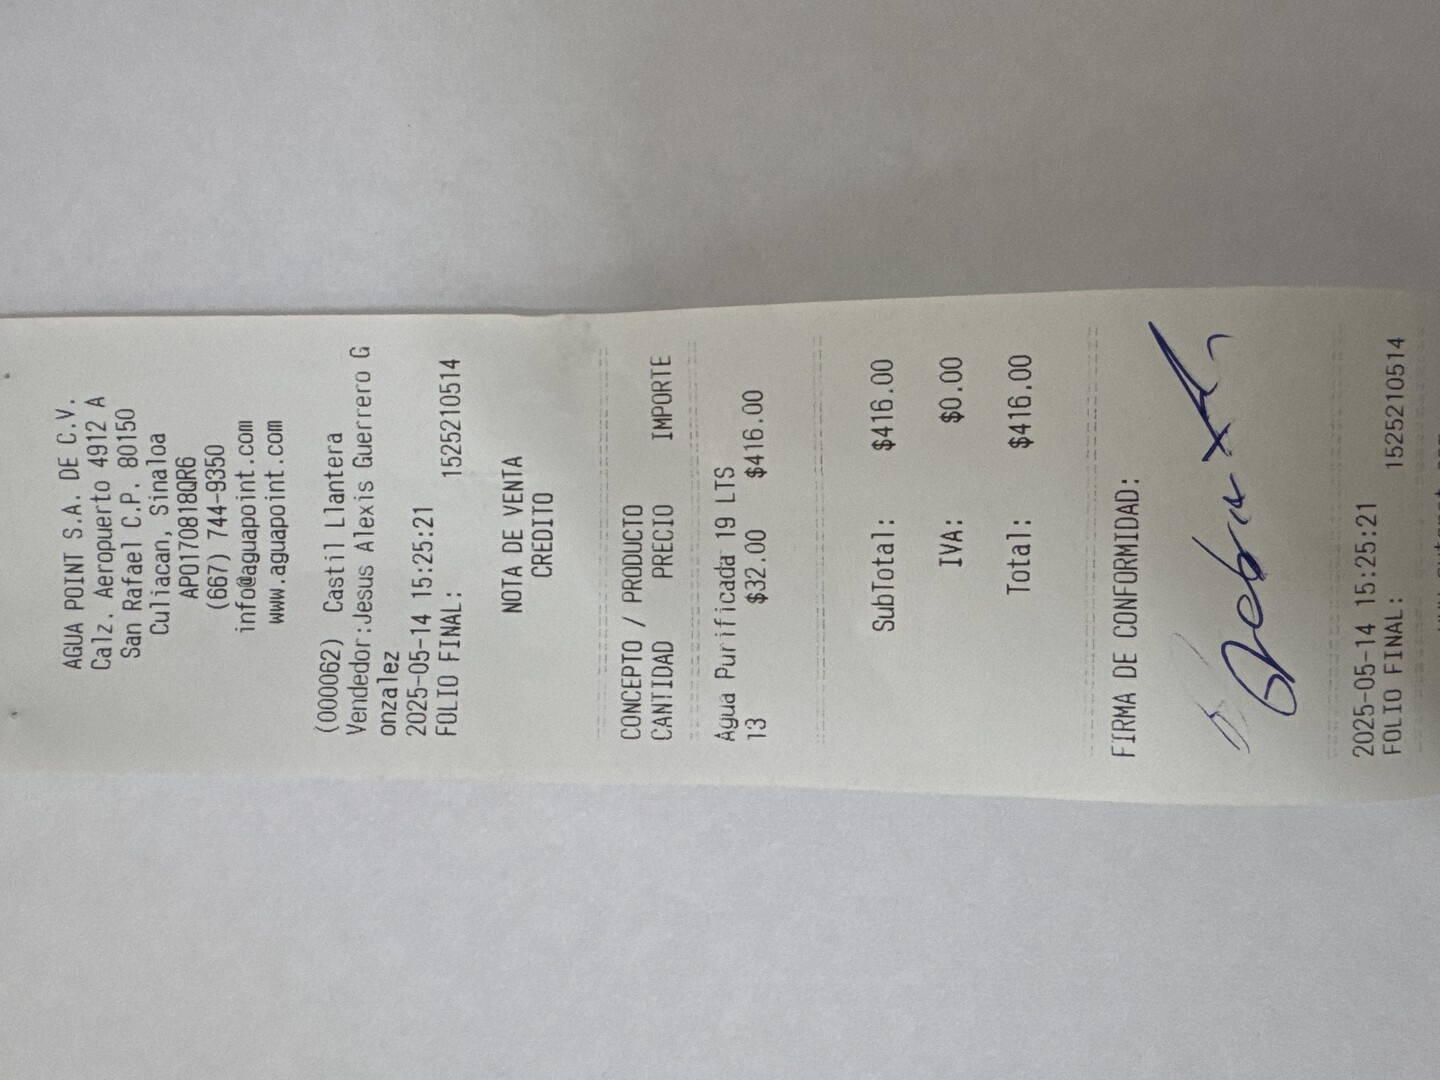 AGUA POINT S.A. DE C.V.
Calz. Aeropuerto 4912 A
San Rafael C.P. 80150
Culiacan, Sinaloa
APO170818QR6
(667) 744-9350
info@aguapoint.com
www.aguapoint.com
(000062) Castil Llantera
Vendedor:Jesus Alexis Guerrero G
onzalez
2025-05-14 15:25:21
FOLIO FINAL: 1525210514
NOTA DE VENTA
CREDITO
CONCEPTO / PRODUCTO
CANTIDAD PRECIO IMPORTE
Agua Purificada 19 LTS
13 $32.00 $416.00
SubTotal: $416.00
IVA: $0.00
Total: $416.00
FIRMA DE CONFORMIDAD:
2025-05-14 15:25:21
FOLIO FINAL: 1525210514